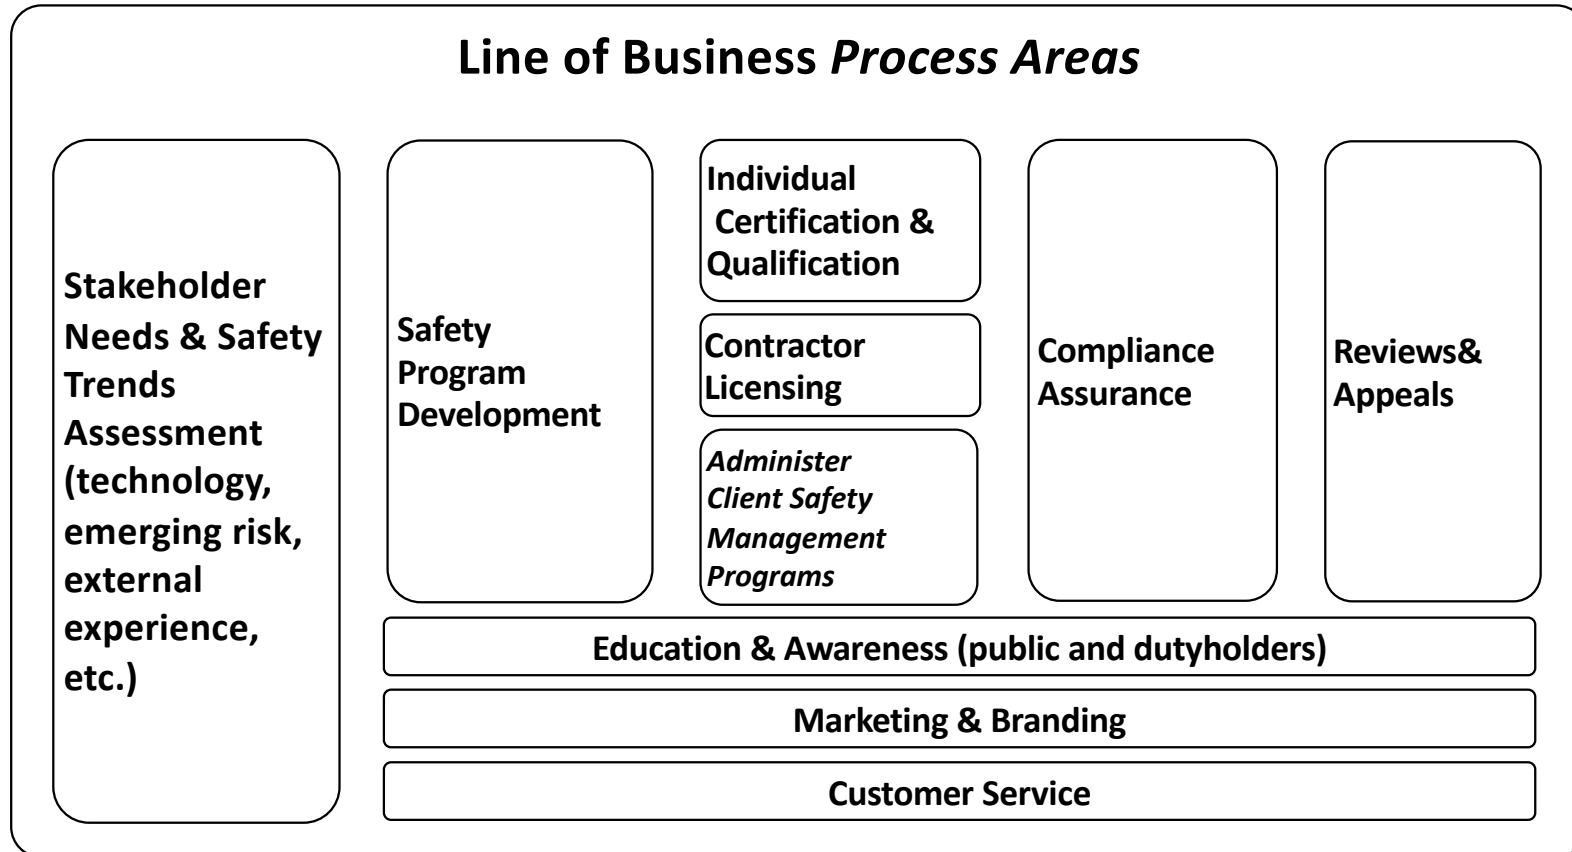 Line of Business Process Areas
Stakeholder
Needs & Safety
Trends
Assessment
(technology,
emerging risk,
external
experience,
etc.)
Safety
Program
Development
Individual
Certification &
Qualification
Contractor
Licensing
Administer
Client Safety
Management
Programs
Compliance
Assurance
Reviews&
Appeals
Education & Awareness (public and dutyholders)
Marketing & Branding
Customer Service